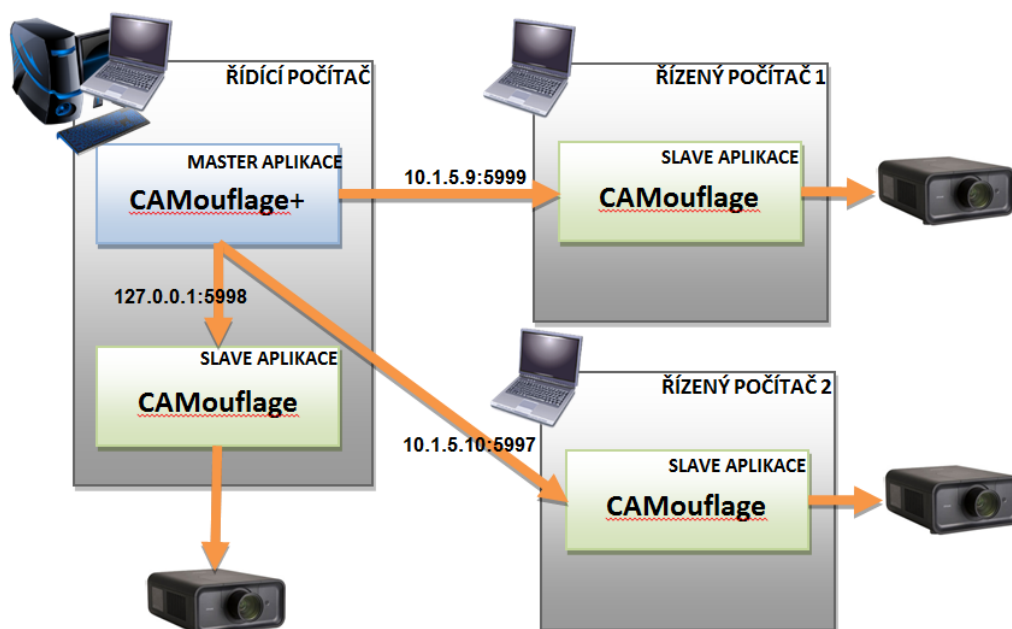 ŘÍDÍCÍ POČÍTAČ
MASTER APLIKACE
CAMouflage+
127.0.0.1:5998
SLAVE APLIKACE
CAMouflage
10.1.5.9:5999
ŘÍZENÝ POČÍTAČ 1
SLAVE APLIKACE
CAMouflage
10.1.5.10:5997
ŘÍZENÝ POČÍTAČ 2
SLAVE APLIKACE
CAMouflage